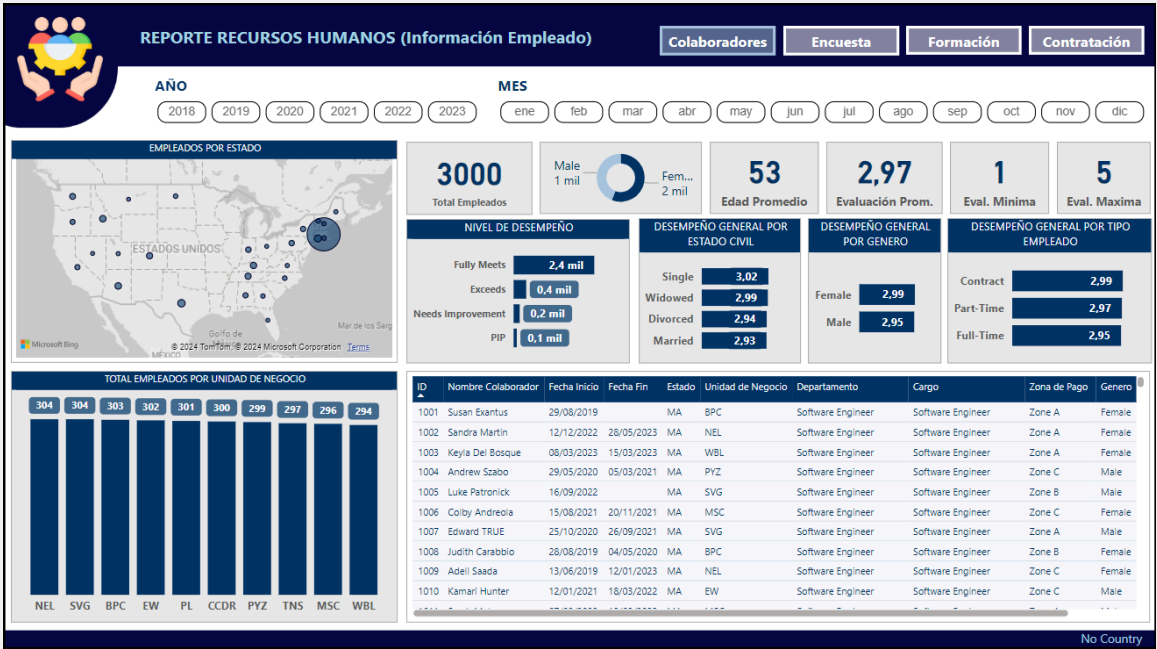 REPORTE RECURSOS HUMANOS (Información Empleado)
Colaboradores
Encuesta
Formación
Contratación
AÑO
2018 2019 2020 2021 2022 2023
MES
ene feb mar abr may jun jul ago sep oct nov dic
EMPLEADOS POR ESTADO
ESTADOS UNIDOS
Golfo de
Mar de los Sarg
MÉXICO
Microsoft Bing
© 2024 TomTom, © 2024 Microsoft Corporation Terms
3000
Total Empleados
Male
1 mil
Fem...
2 mil
53
Edad Promedio
2,97
Evaluación Prom.
1
Eval. Minima
5
Eval. Maxima
NIVEL DE DESEMPEÑO
Fully Meets 2,4 mil
Exceeds 0,4 mil
Needs Improvement 0,2 mil
PIP 0,1 mil
DESEMPEÑO GENERAL POR
ESTADO CIVIL
Single 3,02
Widowed 2,99
Divorced 2,94
Married 2,93
DESEMPEÑO GENERAL
POR GENERO
Female 2,99
Male 2,95
DESEMPEÑO GENERAL POR TIPO
EMPLEADO
Contract 2,99
Part-Time 2,97
Full-Time 2,95
TOTAL EMPLEADOS POR UNIDAD DE NEGOCIO
304 304 303 302 301 300 299 297 296 294
NEL SVG BPC EW PL CCDR PYZ TNS MSC WBL
ID Nombre Colaborador Fecha Inicio Fecha Fin Estado Unidad de Negocio Departamento Cargo Zona de Pago Genero
1001 Susan Exantus 29/08/2019 MA BPC Software Engineer Software Engineer Zone A Female
1002 Sandra Martin 12/12/2022 28/05/2023 MA NEL Software Engineer Software Engineer Zone A Female
1003 Keyla Del Bosque 08/03/2023 15/03/2023 MA WBL Software Engineer Software Engineer Zone A Female
1004 Andrew Szabo 29/05/2020 05/03/2021 MA PYZ Software Engineer Software Engineer Zone C Male
1005 Luke Patronick 16/09/2022 MA SVG Software Engineer Software Engineer Zone B Male
1006 Colby Andreola 15/08/2021 20/11/2021 MA MSC Software Engineer Software Engineer Zone C Female
1007 Edward TRUE 25/10/2020 26/09/2021 MA SVG Software Engineer Software Engineer Zone A Male
1008 Judith Carabbio 28/08/2019 04/05/2020 MA BPC Software Engineer Software Engineer Zone B Female
1009 Adell Saada 13/06/2019 12/01/2023 MA NEL Software Engineer Software Engineer Zone C Female
1010 Kamari Hunter 12/01/2021 18/03/2022 MA EW Software Engineer Software Engineer Zone C Male
No Country